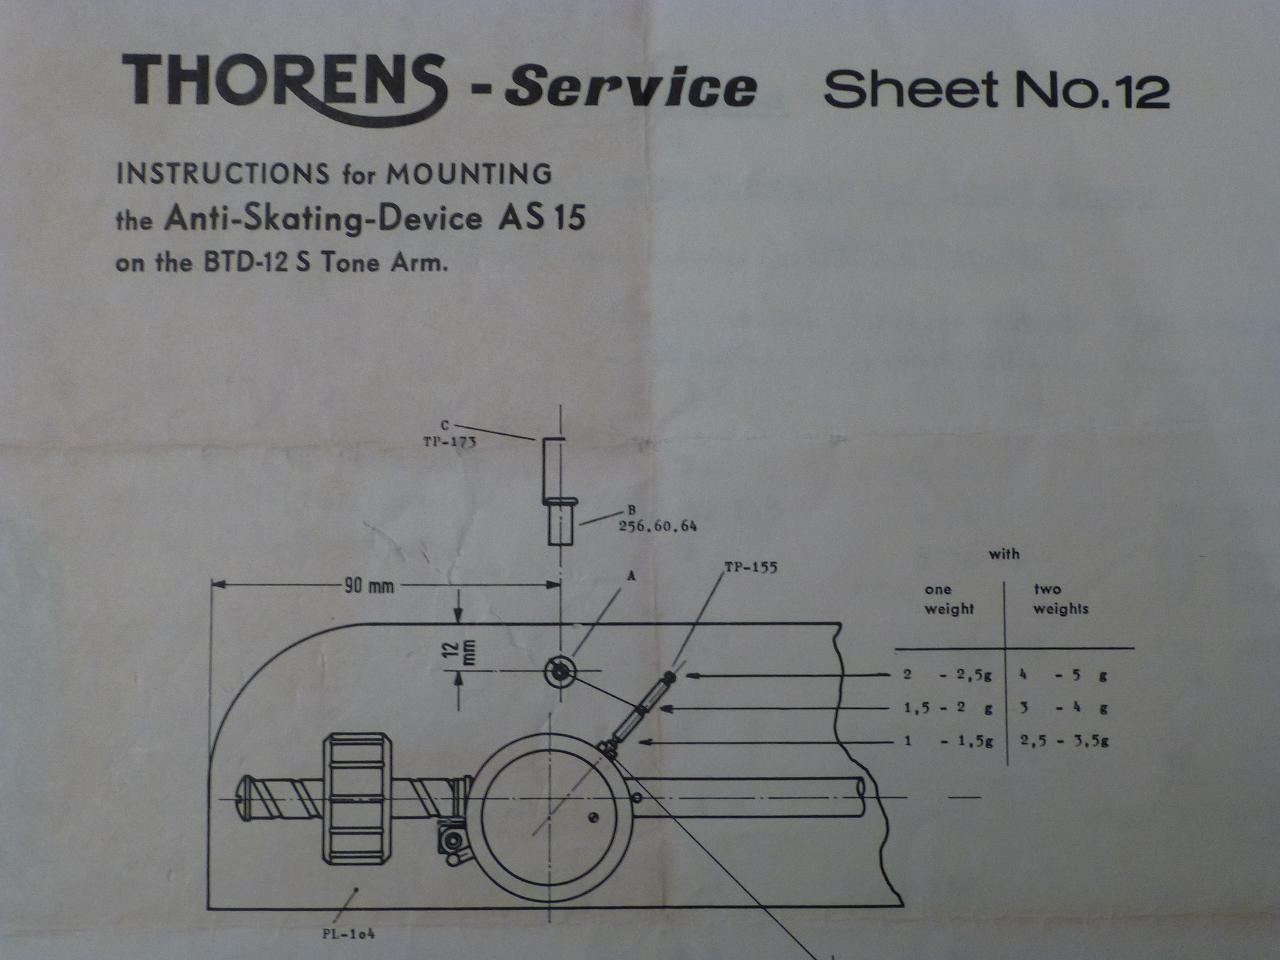 THORENS - Service Sheet No. 12
INSTRUCTIONS for MOUNTING
the Anti-Skating-Device AS 15
on the BTD-12 S Tone Arm.
C
TP-173
B
256.60.64
with
90 mm
A
TP-155
one weight
two weights
12 mm
2 - 2,5g 4 - 5 g
1,5 - 2 g 3 - 4 g
1 - 1,5g 2,5 - 3,5g
PL-1o4